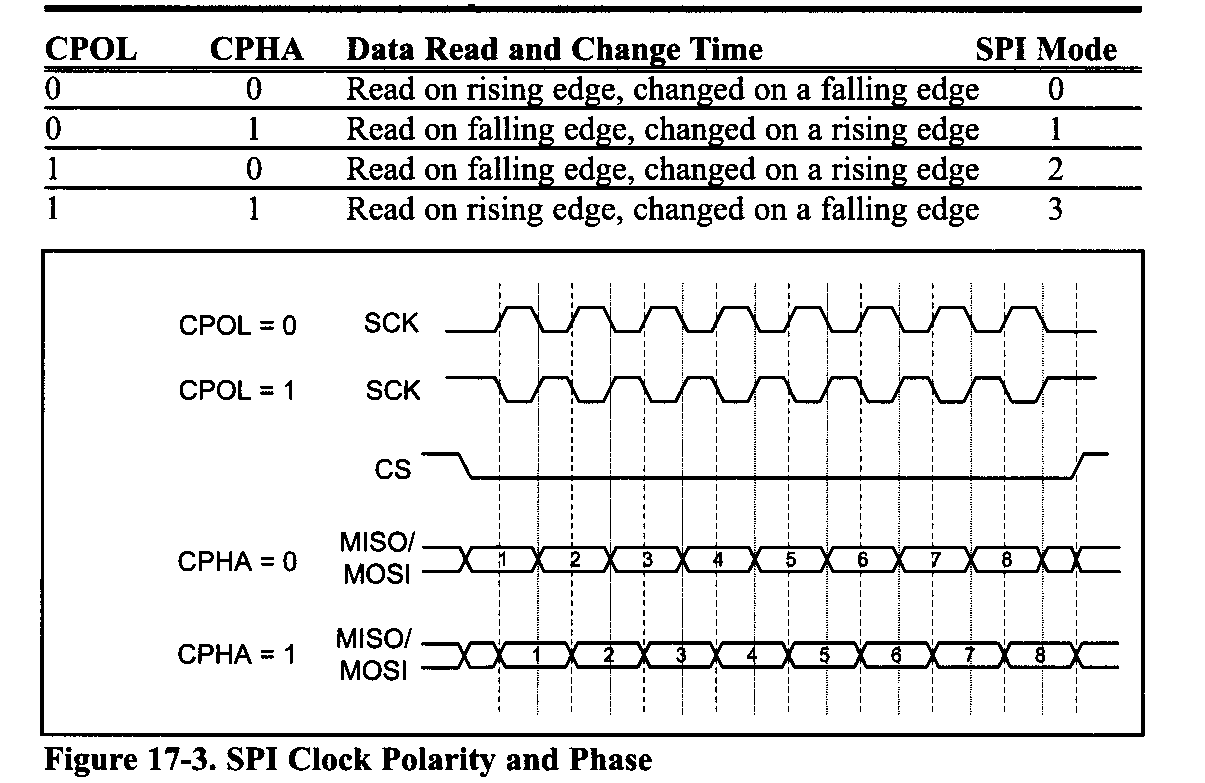 CPOL CPHA Data Read and Change Time SPI Mode
0 0 Read on rising edge, changed on a falling edge 0
0 1 Read on falling edge, changed on a rising edge 1
1 0 Read on falling edge, changed on a rising edge 2
1 1 Read on rising edge, changed on a falling edge 3
CPOL = 0 SCK
CPOL = 1 SCK
CS
CPHA = 0 MISO/ MOSI 1 2 3 4 5 6 7 8
CPHA = 1 MISO/ MOSI 1 2 3 4 5 6 7 8
Figure 17-3. SPI Clock Polarity and Phase